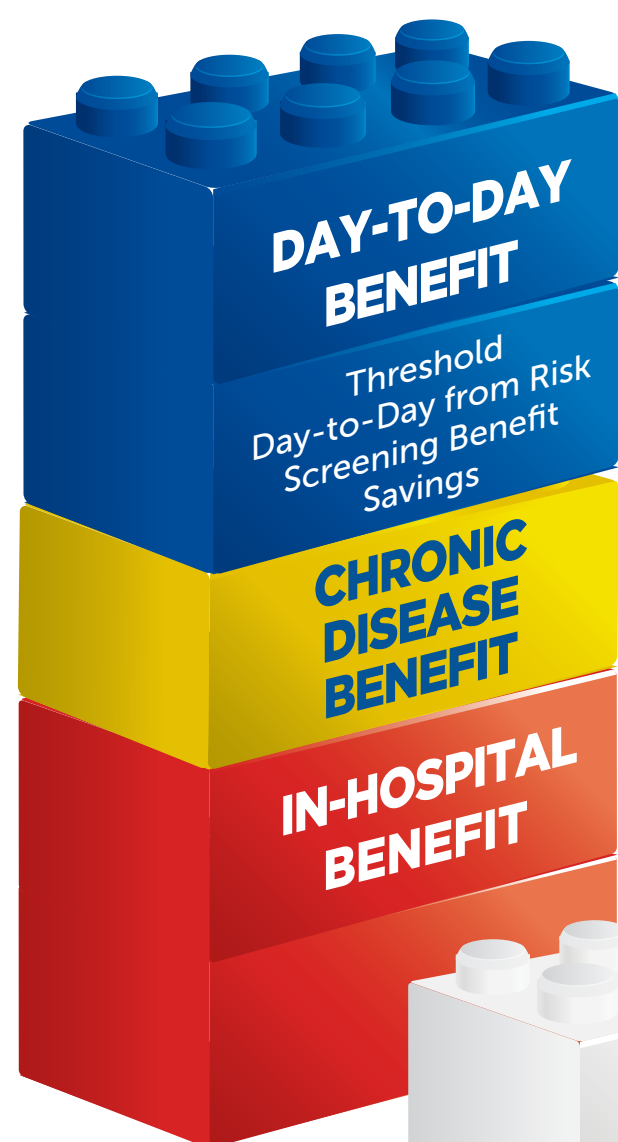 DAY-TO-DAY
BENEFIT
Threshold
Day-to-Day from Risk
Screening Benefit
Savings
CHRONIC
DISEASE
BENEFIT
IN-HOSPITAL
BENEFIT